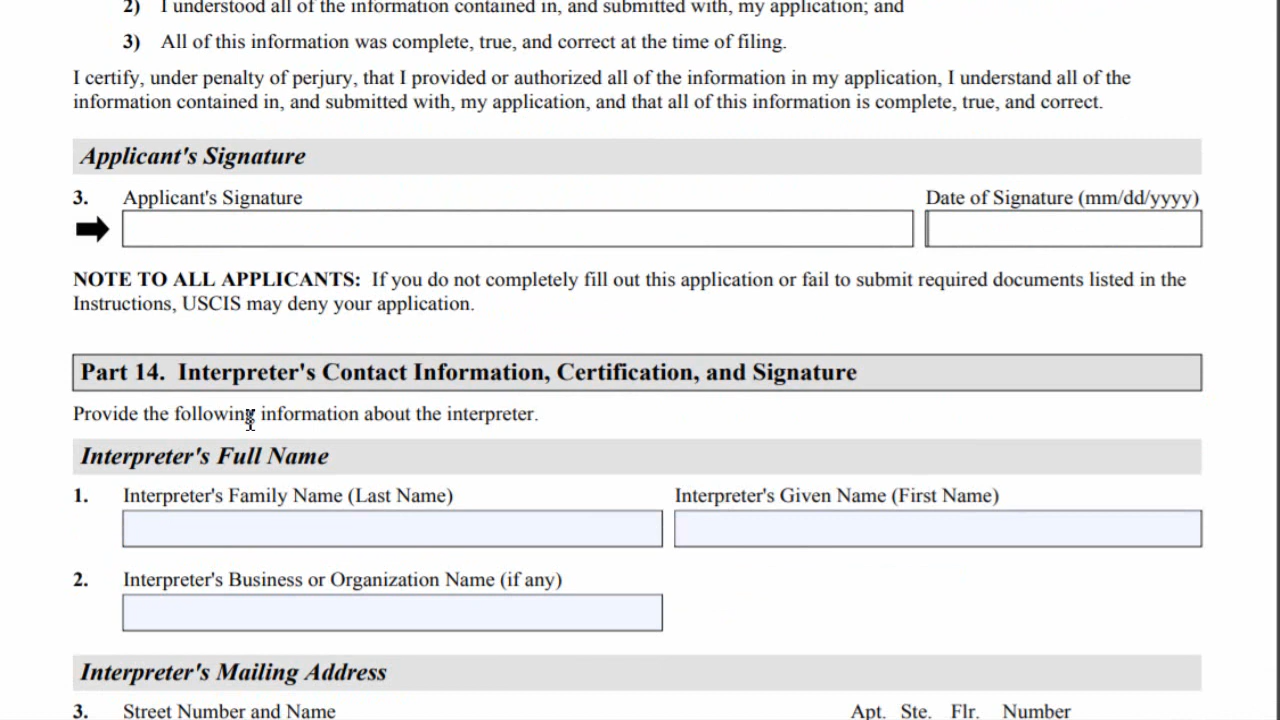 2) I understood all of the information contained in, and submitted with, my application; and
3) All of this information was complete, true, and correct at the time of filing.
I certify, under penalty of perjury, that I provided or authorized all of the information in my application, I understand all of the
information contained in, and submitted with, my application, and that all of this information is complete, true, and correct.
Applicant's Signature
3. Applicant's Signature Date of Signature (mm/dd/yyyy)
NOTE TO ALL APPLICANTS: If you do not completely fill out this application or fail to submit required documents listed in the
Instructions, USCIS may deny your application.
Part 14. Interpreter's Contact Information, Certification, and Signature
Provide the following information about the interpreter.
Interpreter's Full Name
1. Interpreter's Family Name (Last Name) Interpreter's Given Name (First Name)
2. Interpreter's Business or Organization Name (if any)
Interpreter's Mailing Address
3. Street Number and Name Apt. Ste. Flr. Number